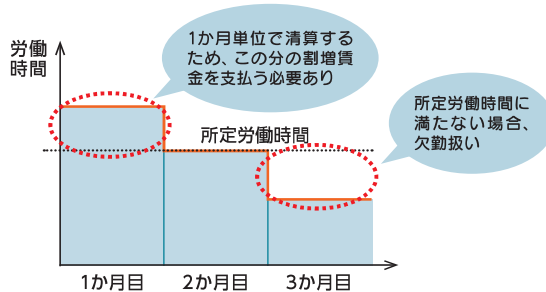 労働
時間
1か月単位で清算する
ため、この分の割増賃
金を支払う必要あり
所定労働時間に
満たない場合、
欠勤扱い
所定労働時間
1か月目
2か月目
3か月目